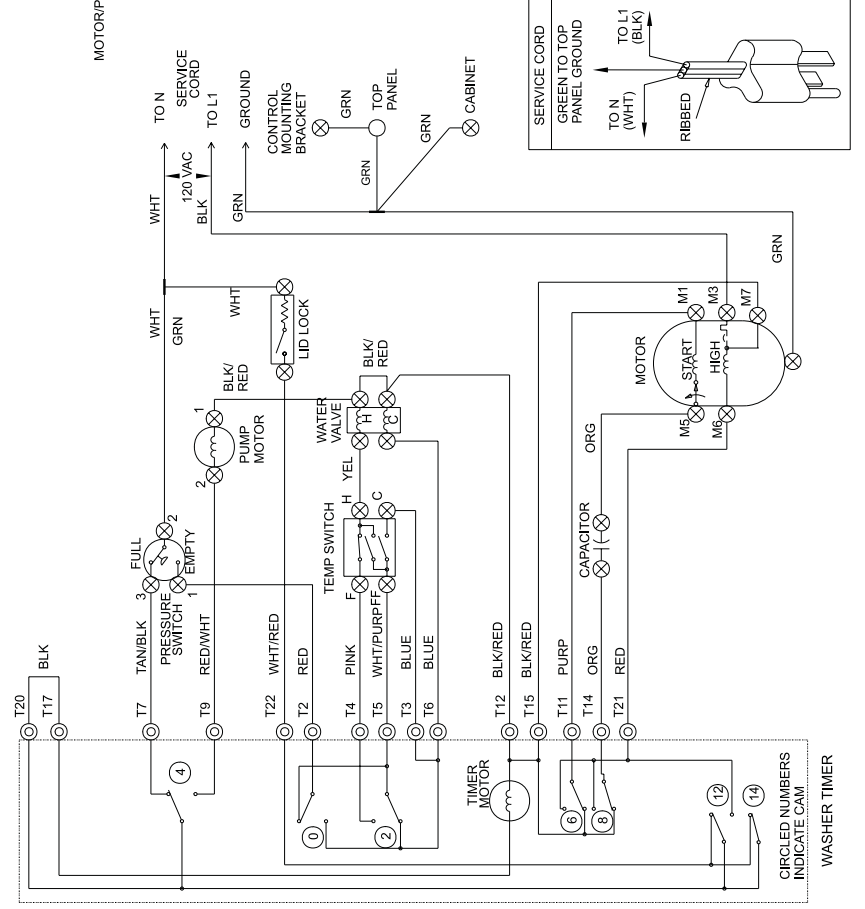 MOTOR/P
TO N
SERVICE
CORD
TO L1
GROUND
WHT
120 VAC
BLK
GRN
CONTROL
MOUNTING
BRACKET
GRN
TOP
PANEL
GRN
GRN
CABINET
SERVICE CORD
GREEN TO TOP
PANEL GROUND
TO L1
(BLK)
TO N
(WHT)
RIBBED
WHT
GRN
WHT
LID LOCK
BLK/
RED
1
PUMP
MOTOR
2
WATER
VALVE
H
C
BLK/
RED
YEL
H
C
TEMP SWITCH
F
FF
FULL
EMPTY
2
3
1
PRESSURE
SWITCH
MOTOR
START
HIGH
M1
M3
M7
M5
M6
GRN
ORG
CAPACITOR
BLK
TAN/BLK
RED/WHT
WHT/RED
RED
PINK
WHT/PURP
BLUE
BLUE
BLK/RED
BLK/RED
PURP
ORG
RED
T20
T17
T7
T9
T22
T2
T4
T5
T3
T6
T12
T15
T11
T14
T21
4
0
2
TIMER
MOTOR
6
8
12
14
CIRCLED NUMBERS
INDICATE CAM
WASHER TIMER